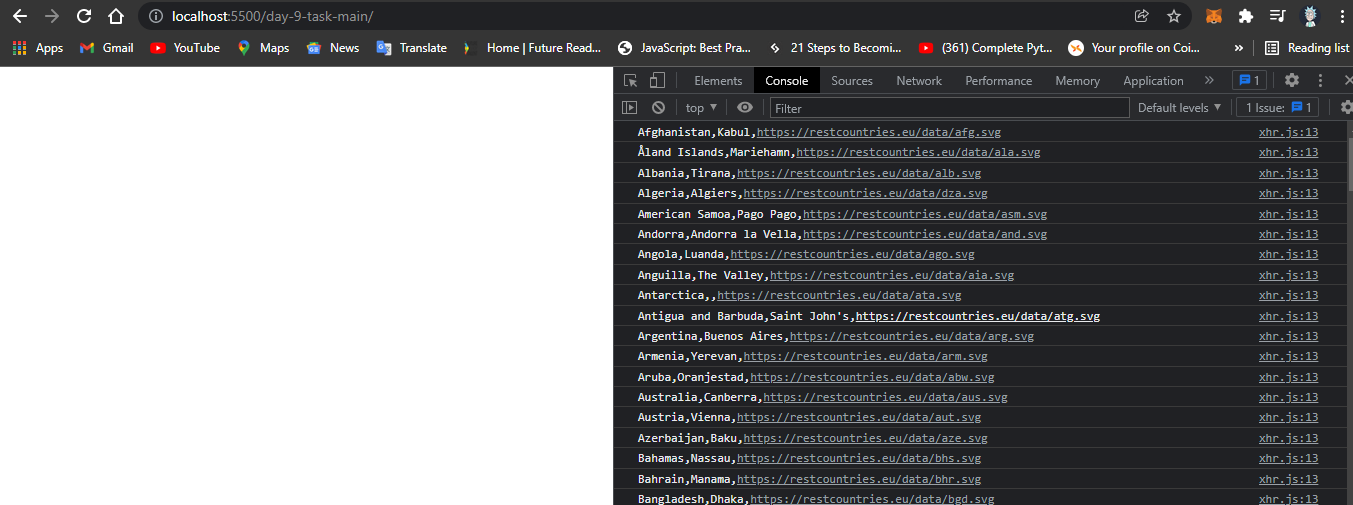 localhost:5500/day-9-task-main/
Apps Gmail YouTube Maps News Translate Home | Future Read... JavaScript: Best Pra... 21 Steps to Becomi... (361) Complete Pyt... Your profile on Coi... » Reading list
Elements Console Sources Network Performance Memory Application » 1
top ▼ Filter Default levels ▼ 1 Issue: 1
Afghanistan,Kabul,https://restcountries.eu/data/afg.svg xhr.js:13
Åland Islands,Mariehamn,https://restcountries.eu/data/ala.svg xhr.js:13
Albania,Tirana,https://restcountries.eu/data/alb.svg xhr.js:13
Algeria,Algiers,https://restcountries.eu/data/dza.svg xhr.js:13
American Samoa,Pago Pago,https://restcountries.eu/data/asm.svg xhr.js:13
Andorra,Andorra la Vella,https://restcountries.eu/data/and.svg xhr.js:13
Angola,Luanda,https://restcountries.eu/data/ago.svg xhr.js:13
Anguilla,The Valley,https://restcountries.eu/data/aia.svg xhr.js:13
Antarctica,,https://restcountries.eu/data/ata.svg xhr.js:13
Antigua and Barbuda,Saint John's,https://restcountries.eu/data/atg.svg xhr.js:13
Argentina,Buenos Aires,https://restcountries.eu/data/arg.svg xhr.js:13
Armenia,Yerevan,https://restcountries.eu/data/arm.svg xhr.js:13
Aruba,Oranjestad,https://restcountries.eu/data/abw.svg xhr.js:13
Australia,Canberra,https://restcountries.eu/data/aus.svg xhr.js:13
Austria,Vienna,https://restcountries.eu/data/aut.svg xhr.js:13
Azerbaijan,Baku,https://restcountries.eu/data/aze.svg xhr.js:13
Bahamas,Nassau,https://restcountries.eu/data/bhs.svg xhr.js:13
Bahrain,Manama,https://restcountries.eu/data/bhr.svg xhr.js:13
Bangladesh,Dhaka,https://restcountries.eu/data/bgd.svg xhr.js:13